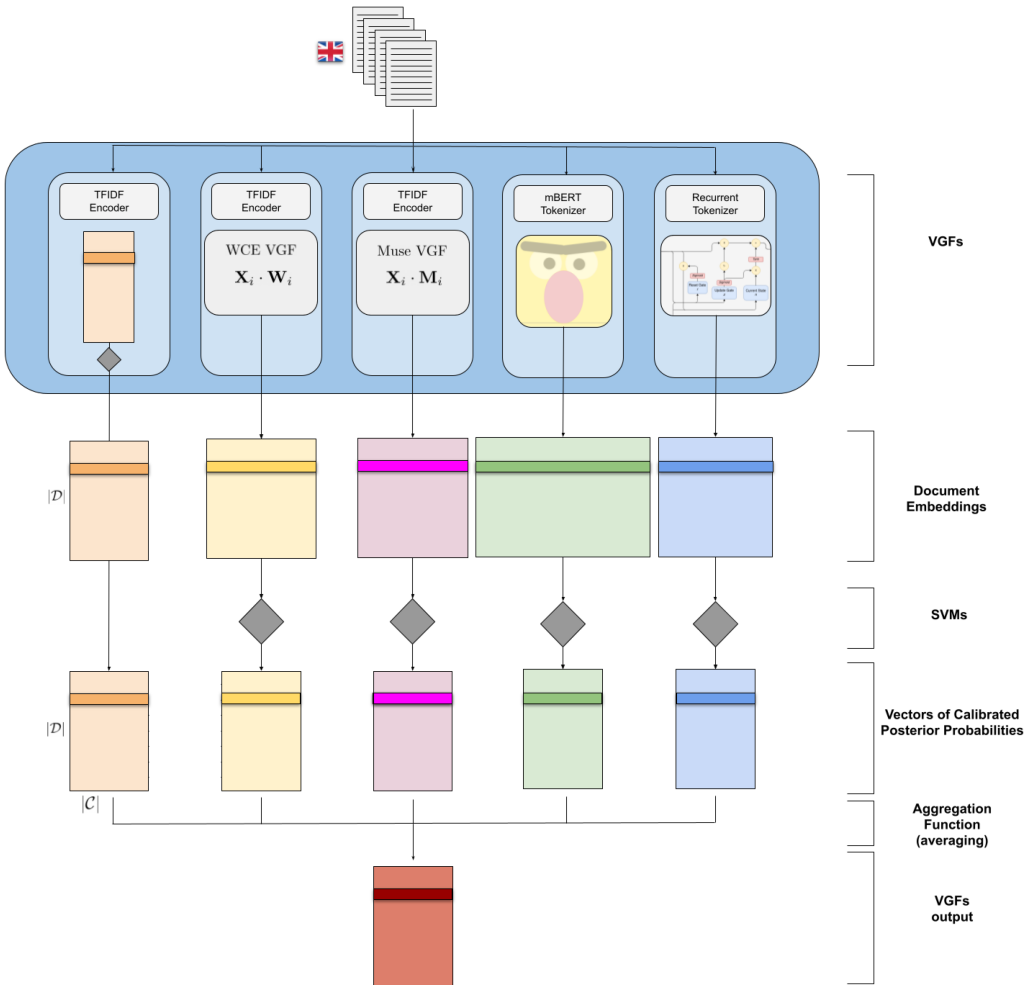 TFIDF
Encoder
TFIDF
Encoder
TFIDF
Encoder
mBERT
Tokenizer
Recurrent
Tokenizer
WCE VGF
X_i · W_i
Muse VGF
X_i · M_i
VGFs
|D|
Document
Embeddings
SVMs
|D|
Vectors of Calibrated
Posterior Probabilities
|C|
Aggregation
Function
(averaging)
VGFs
output